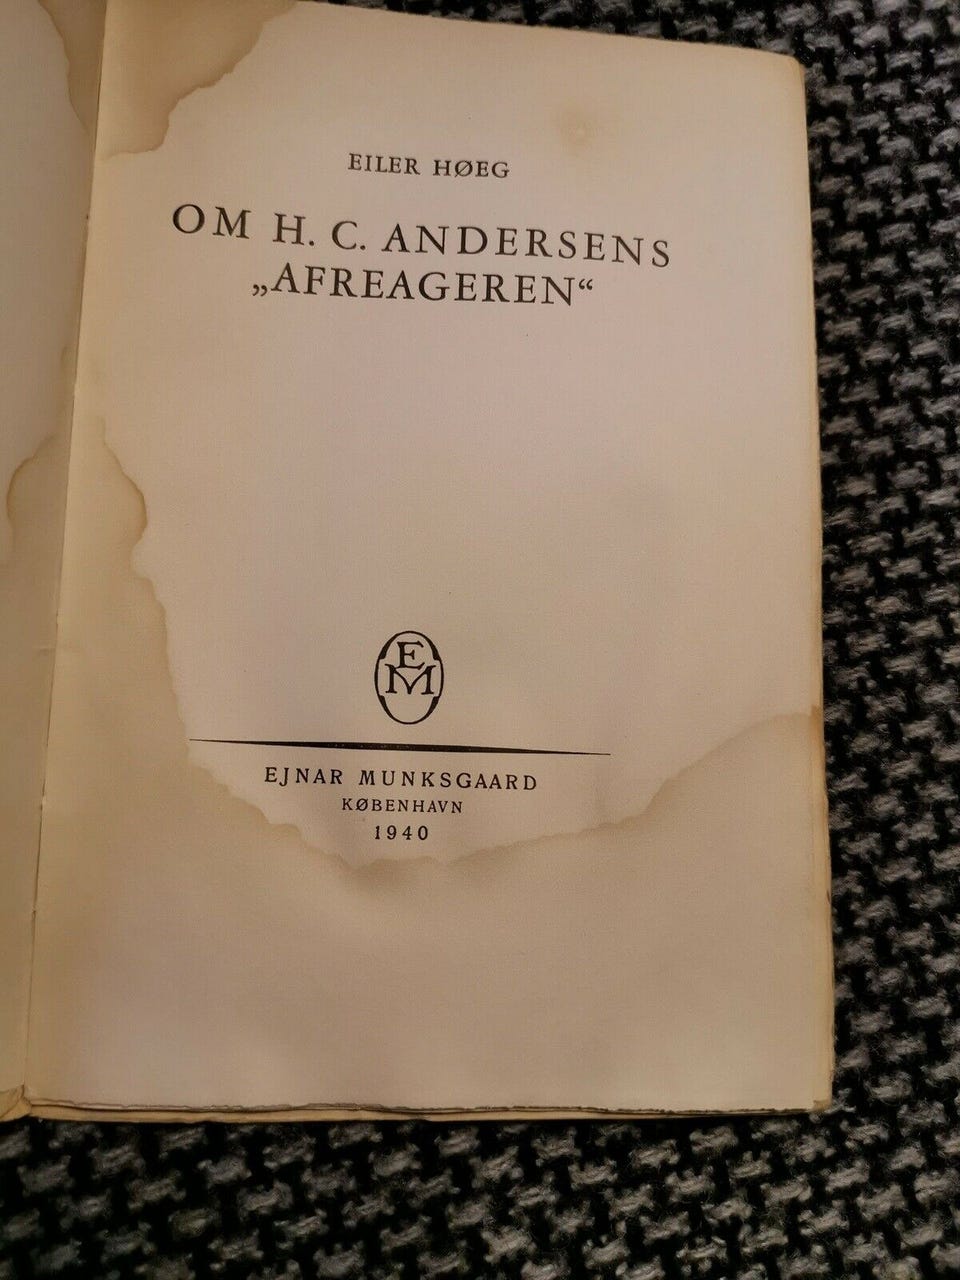 EILER HØEG
OM H. C. ANDERSENS
„AFREAGEREN“
EM
EJNAR MUNKSGAARD
KØBENHAVN
1940